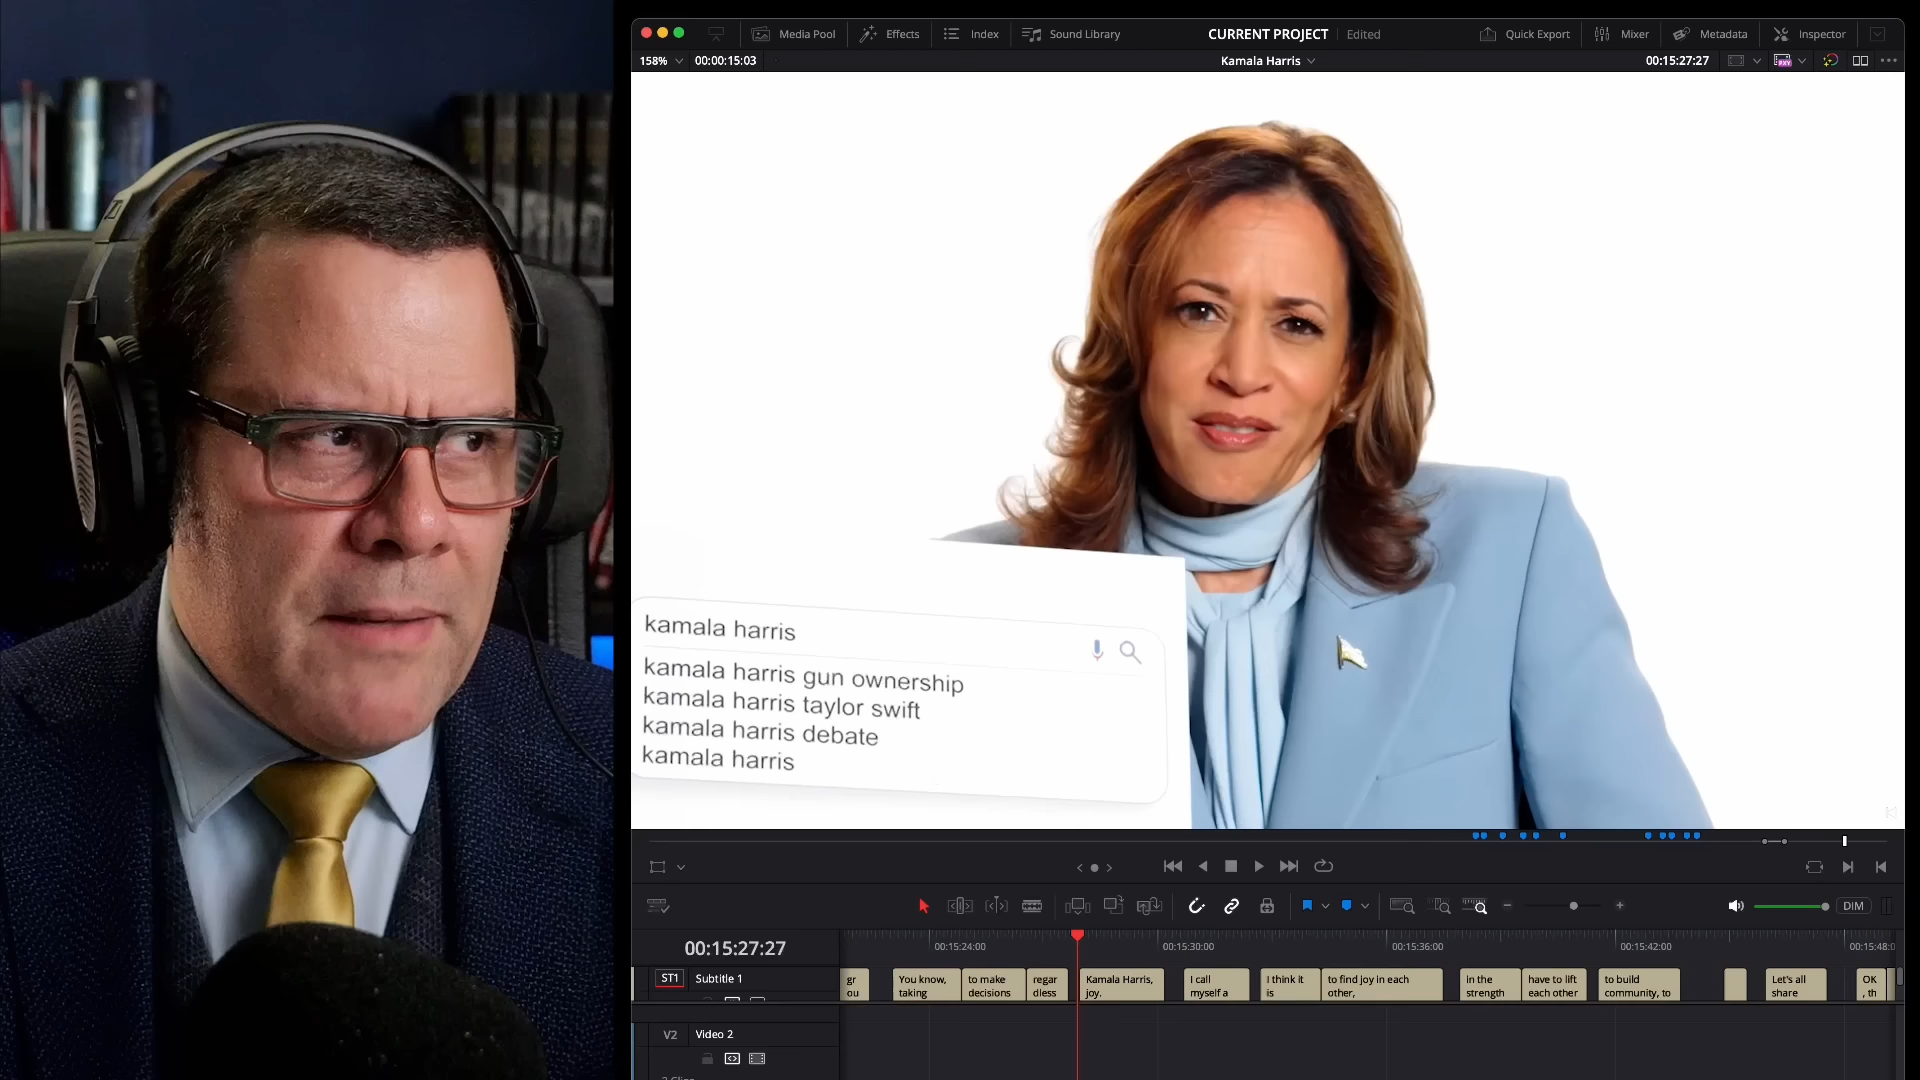 Media Pool
Effects
Index
Sound Library
CURRENT PROJECT
Edited
Quick Export
Mixer
Metadata
Inspector
158%
00:00:15:03
Kamala Harris
00:15:27:27
kamala harris
kamala harris gun ownership
kamala harris taylor swift
kamala harris debate
kamala harris
DIM
00:15:27:27
00:15:24:00
00:15:30:00
00:15:36:00
00:15:42:00
00:15:48:0
ST1
Subtitle 1
gr
ou
You know,
taking
to make
decisions
regar
dless
Kamala Harris,
joy.
I call
myself a
I think it
is
to find joy in each
other,
In the
strength
have to lift
each other
to build
community, to
Let's all
share
OK
, th
V2
Video 2